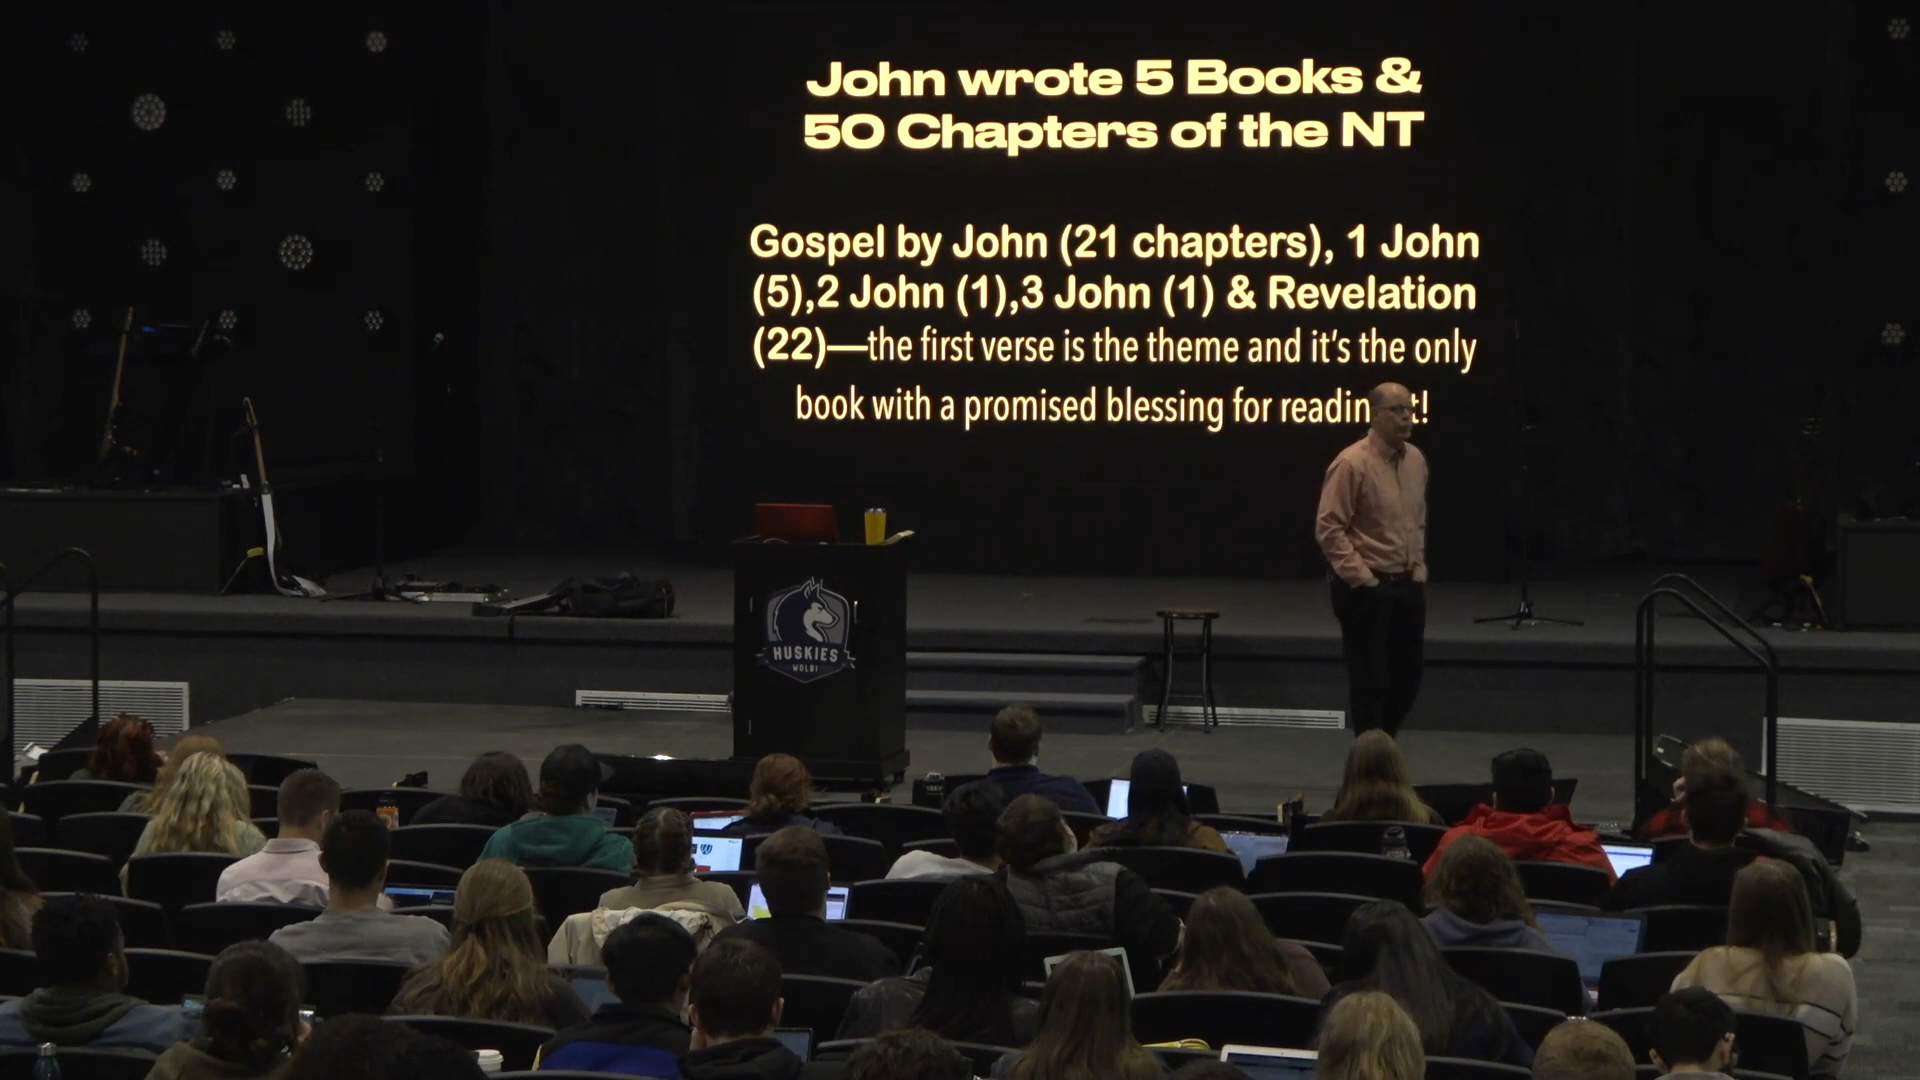 John wrote 5 Books &
50 Chapters of the NT
Gospel by John (21 chapters), 1 John
(5),2 John (1),3 John (1) & Revelation
(22)—the first verse is the theme and it's the only
book with a promised blessing for readin t!
HUSKIES
WOLBI